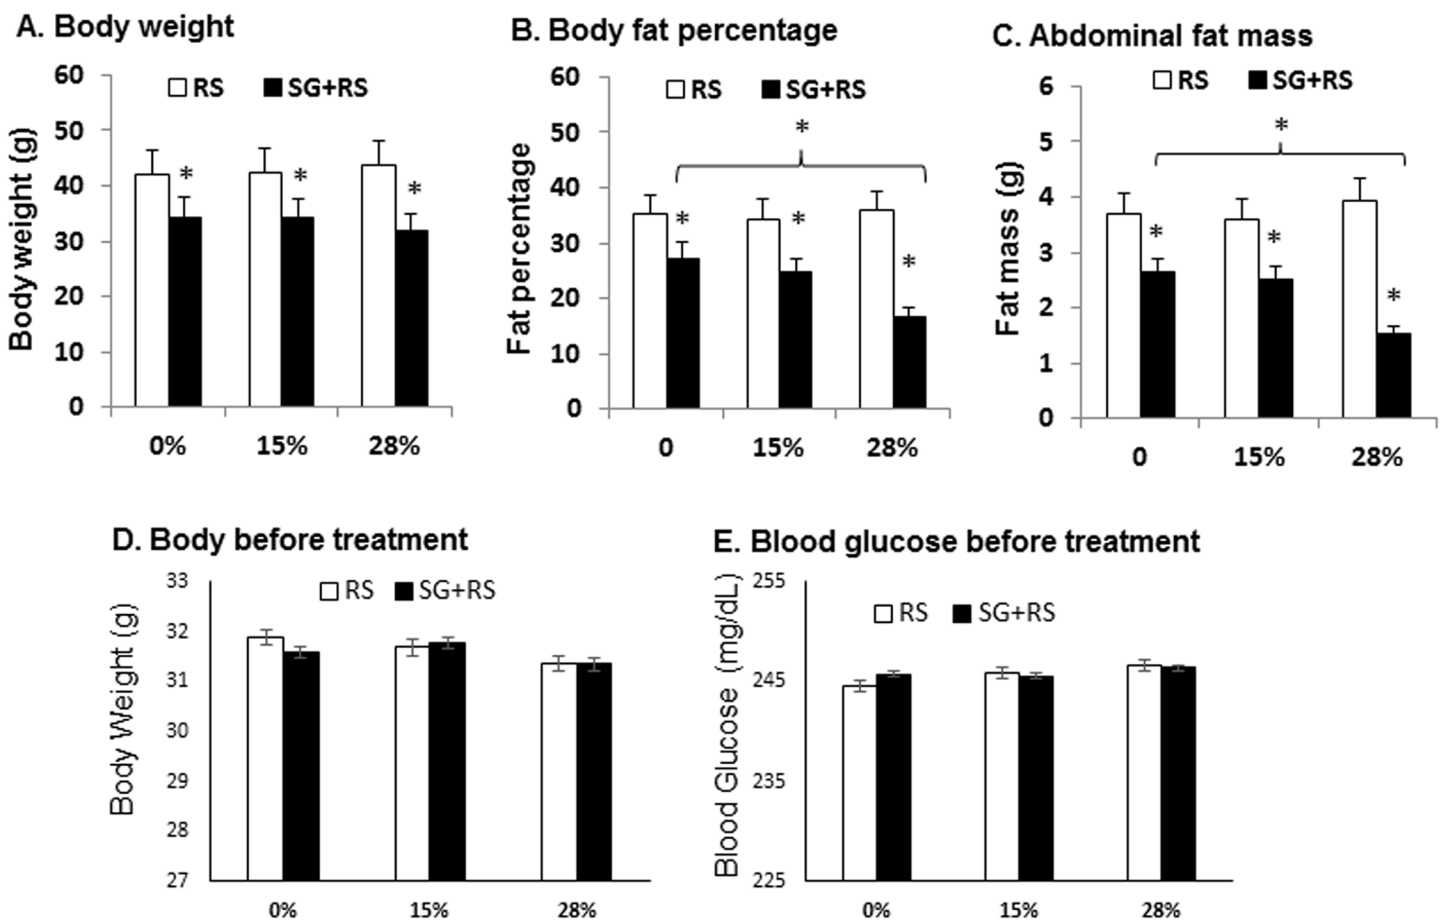 A. Body weight
Body weight (g)
60
50
40
30
20
10
0
RS SG+RS
* * *
0% 15% 28%
B. Body fat percentage
Fat percentage
60
50
40
30
20
10
0
RS SG+RS
*
* * *
0 15% 28%
C. Abdominal fat mass
Fat mass (g)
6
5
4
3
2
1
0
RS SG+RS
*
* * *
0 15% 28%
D. Body before treatment
Body Weight (g)
33
32
31
30
29
28
27
RS SG+RS
0% 15% 28%
E. Blood glucose before treatment
Blood Glucose (mg/dL)
255
245
235
225
RS SG+RS
0% 15% 28%